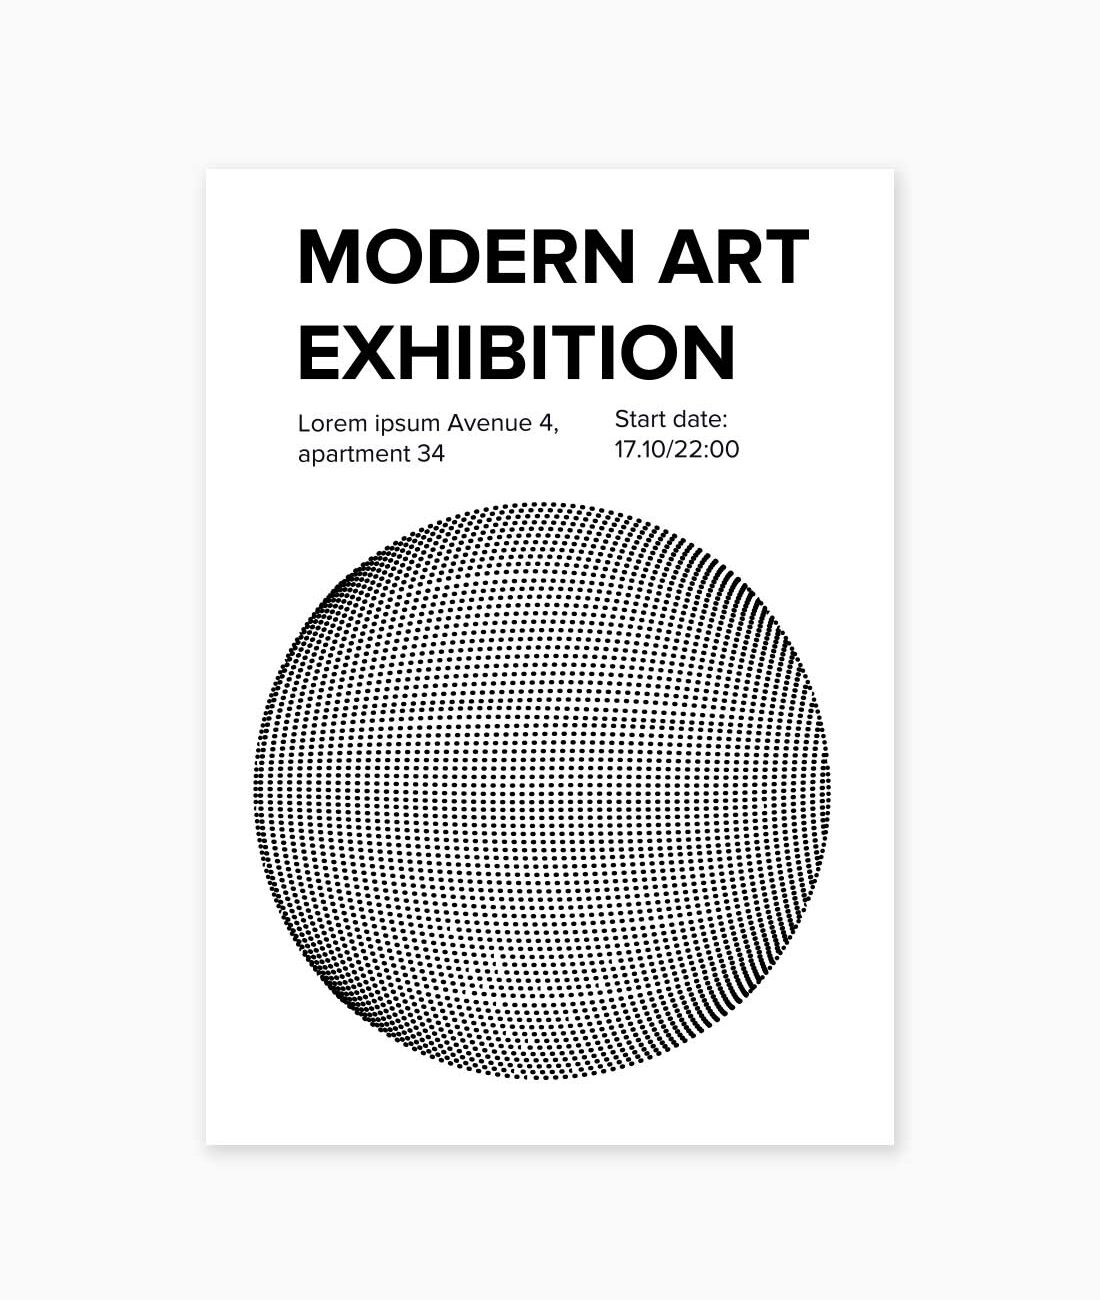 MODERN ART
EXHIBITION
Lorem ipsum Avenue 4,
apartment 34
Start date:
17.10/22:00